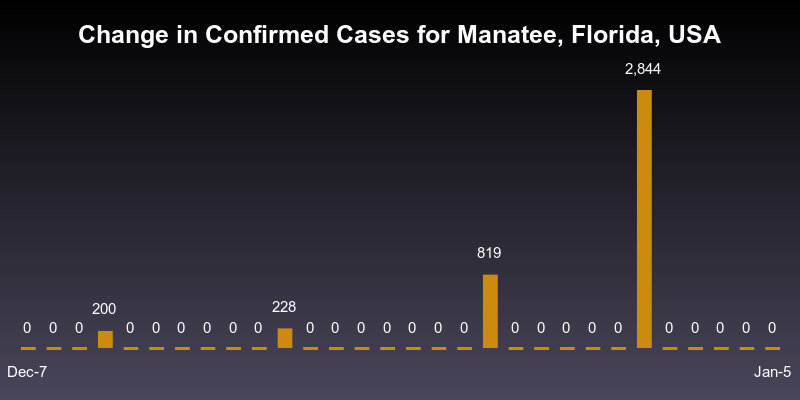 Change in Confirmed Cases for Manatee, Florida, USA
2,844
819
200 228
0 0 0 0 0 0 0 0 0 0 0 0 0 0 0 0 0 0 0 0 0 0 0 0 0 0
Dec-7 Jan-5